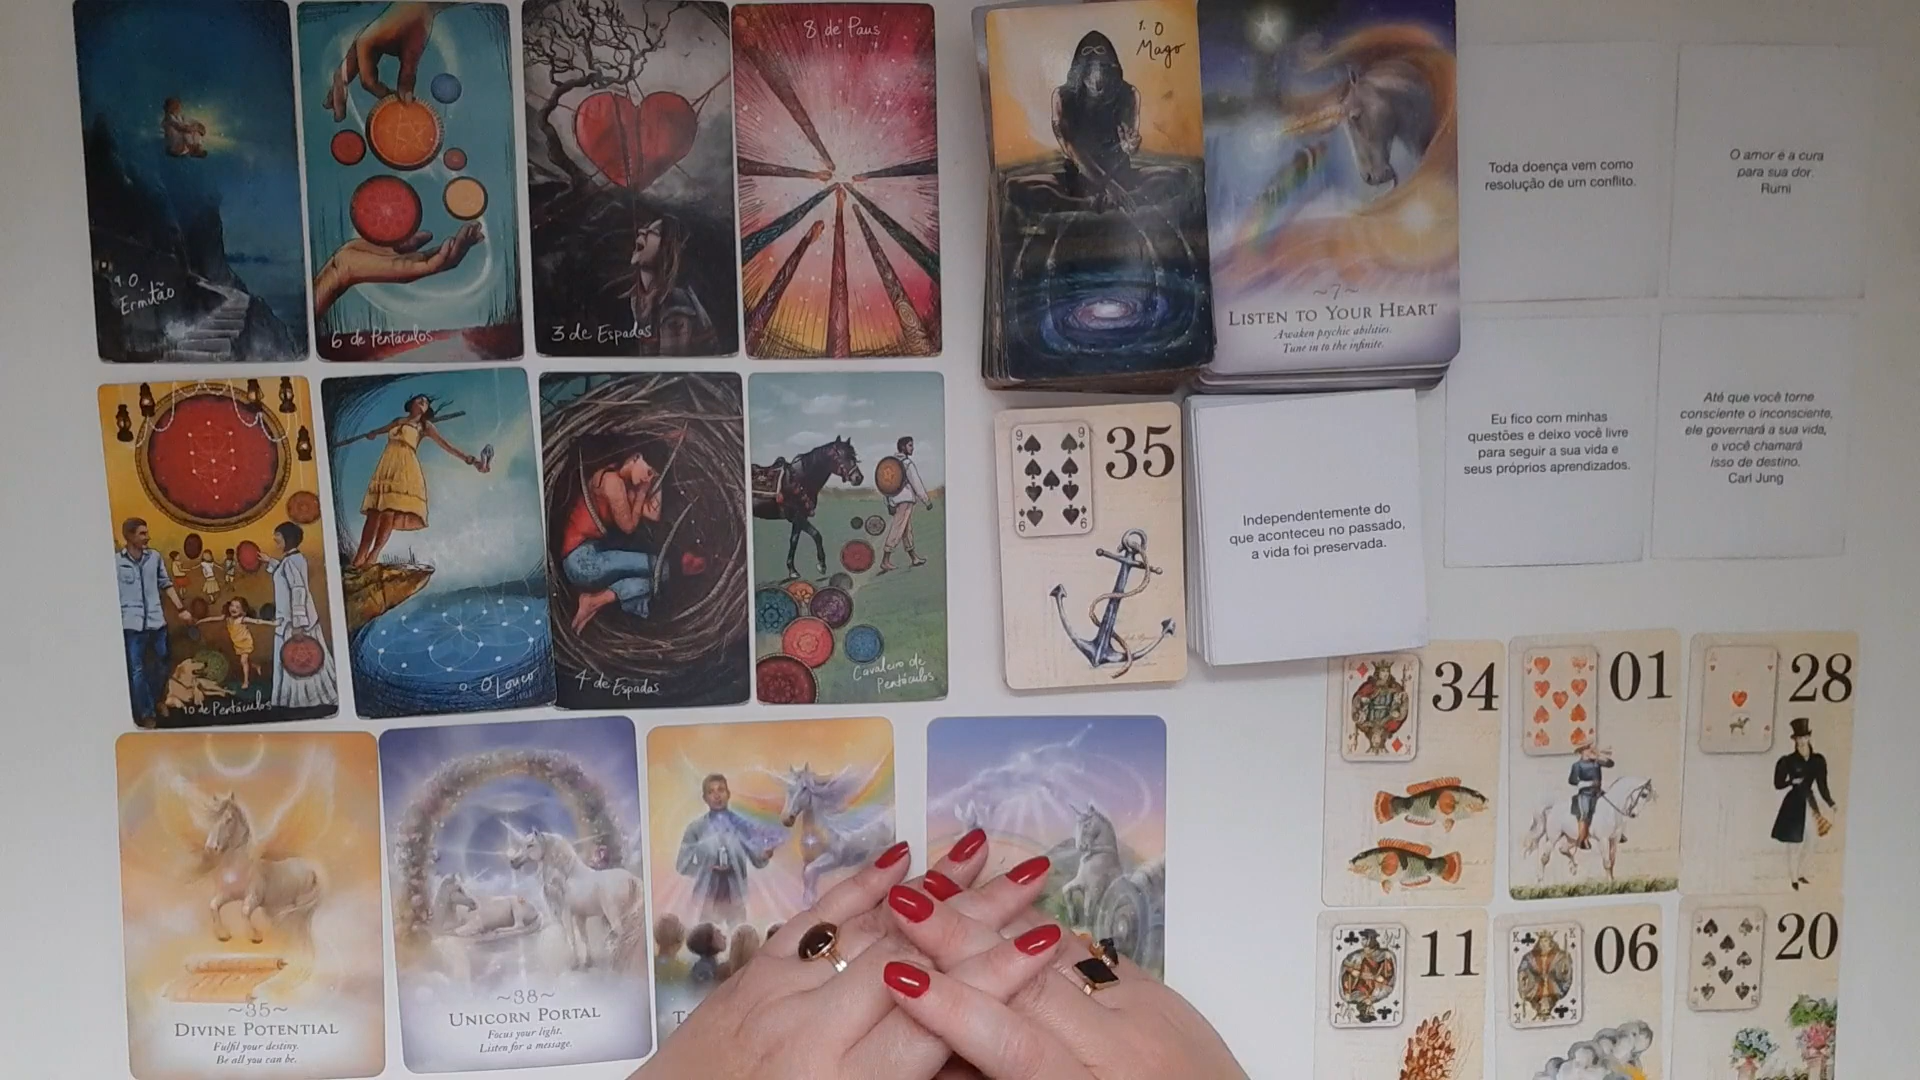 9. O
Ermitão
6 de Pentáculos
3 de Espadas
8 de Paus
1. O
Mago
~7~
LISTEN TO YOUR HEART
Awaken psychic abilities.
Tune in to the infinite.
Toda doença vem como
resolução de um conflito.
O amor é a cura
para sua dor.
Rumi
10 de Pentáculos
0. O Louco
4 de Espadas
Cavaleiro de
Pentáculos
9
9
6
6
35
Independentemente do
que aconteceu no passado,
a vida foi preservada.
Eu fico com minhas
questões e deixo você livre
para seguir a sua vida e
seus próprios aprendizados.
Até que você torne
consciente o inconsciente,
ele governará a sua vida,
e você chamará
isso de destino.
Carl Jung
~35~
DIVINE POTENTIAL
Fulfil your destiny.
Be all you can be.
~38~
UNICORN PORTAL
Focus your light.
Listen for a message.
T
34
K
01
28
J
11
K
K
06
20